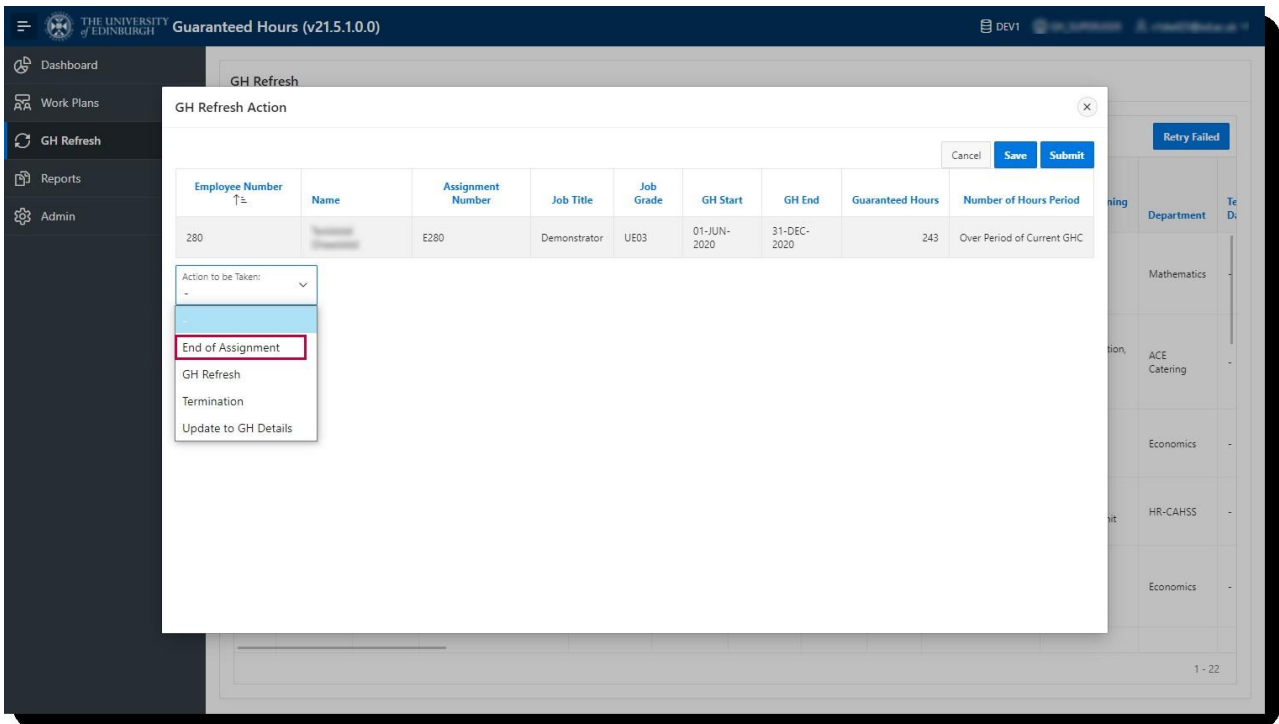 THE UNIVERSITY
of EDINBURGH
Guaranteed Hours (v21.5.1.0.0)
DEV1
Dashboard
Work Plans
GH Refresh
Reports
Admin
GH Refresh
GH Refresh Action
Retry Failed
Cancel Save Submit
Employee Number
Name
Assignment
Number
Job Title
Job
Grade
GH Start
GH End
Guaranteed Hours
Number of Hours Period
ning
Department
Te
Da
280
E280
Demonstrator
UE03
01-JUN-
2020
31-DEC-
2020
243
Over Period of Current GHC
Action to be Taken:
-
-
End of Assignment
GH Refresh
Termination
Update to GH Details
Mathematics
-
tion,
ACE
Catering
-
Economics
-
nit
HR-CAHSS
-
Economics
-
1 - 22